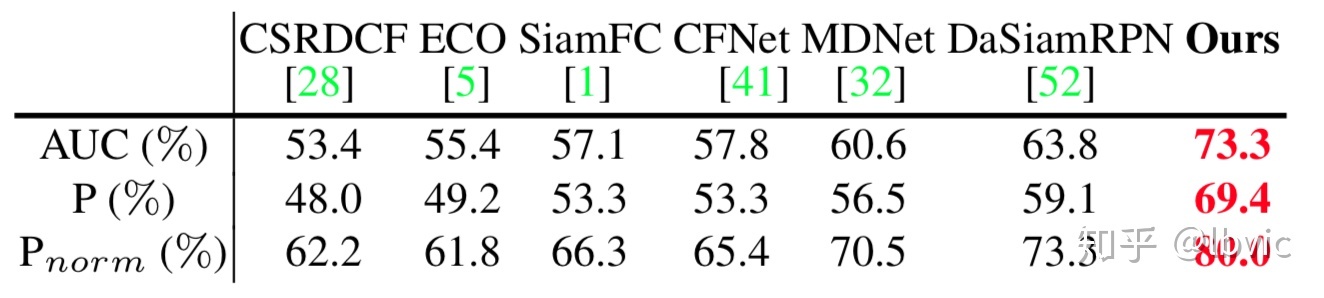 CSRDCF ECO SiamFC CFNet MDNet DaSiamRPN Ours
[28] [5] [1] [41] [32] [52]
AUC (%) 53.4 55.4 57.1 57.8 60.6 63.8 73.3
P (%) 48.0 49.2 53.3 53.3 56.5 59.1 69.4
Pnorm (%) 62.2 61.8 66.3 65.4 70.5 73.3 80.0
知乎 @lbvic